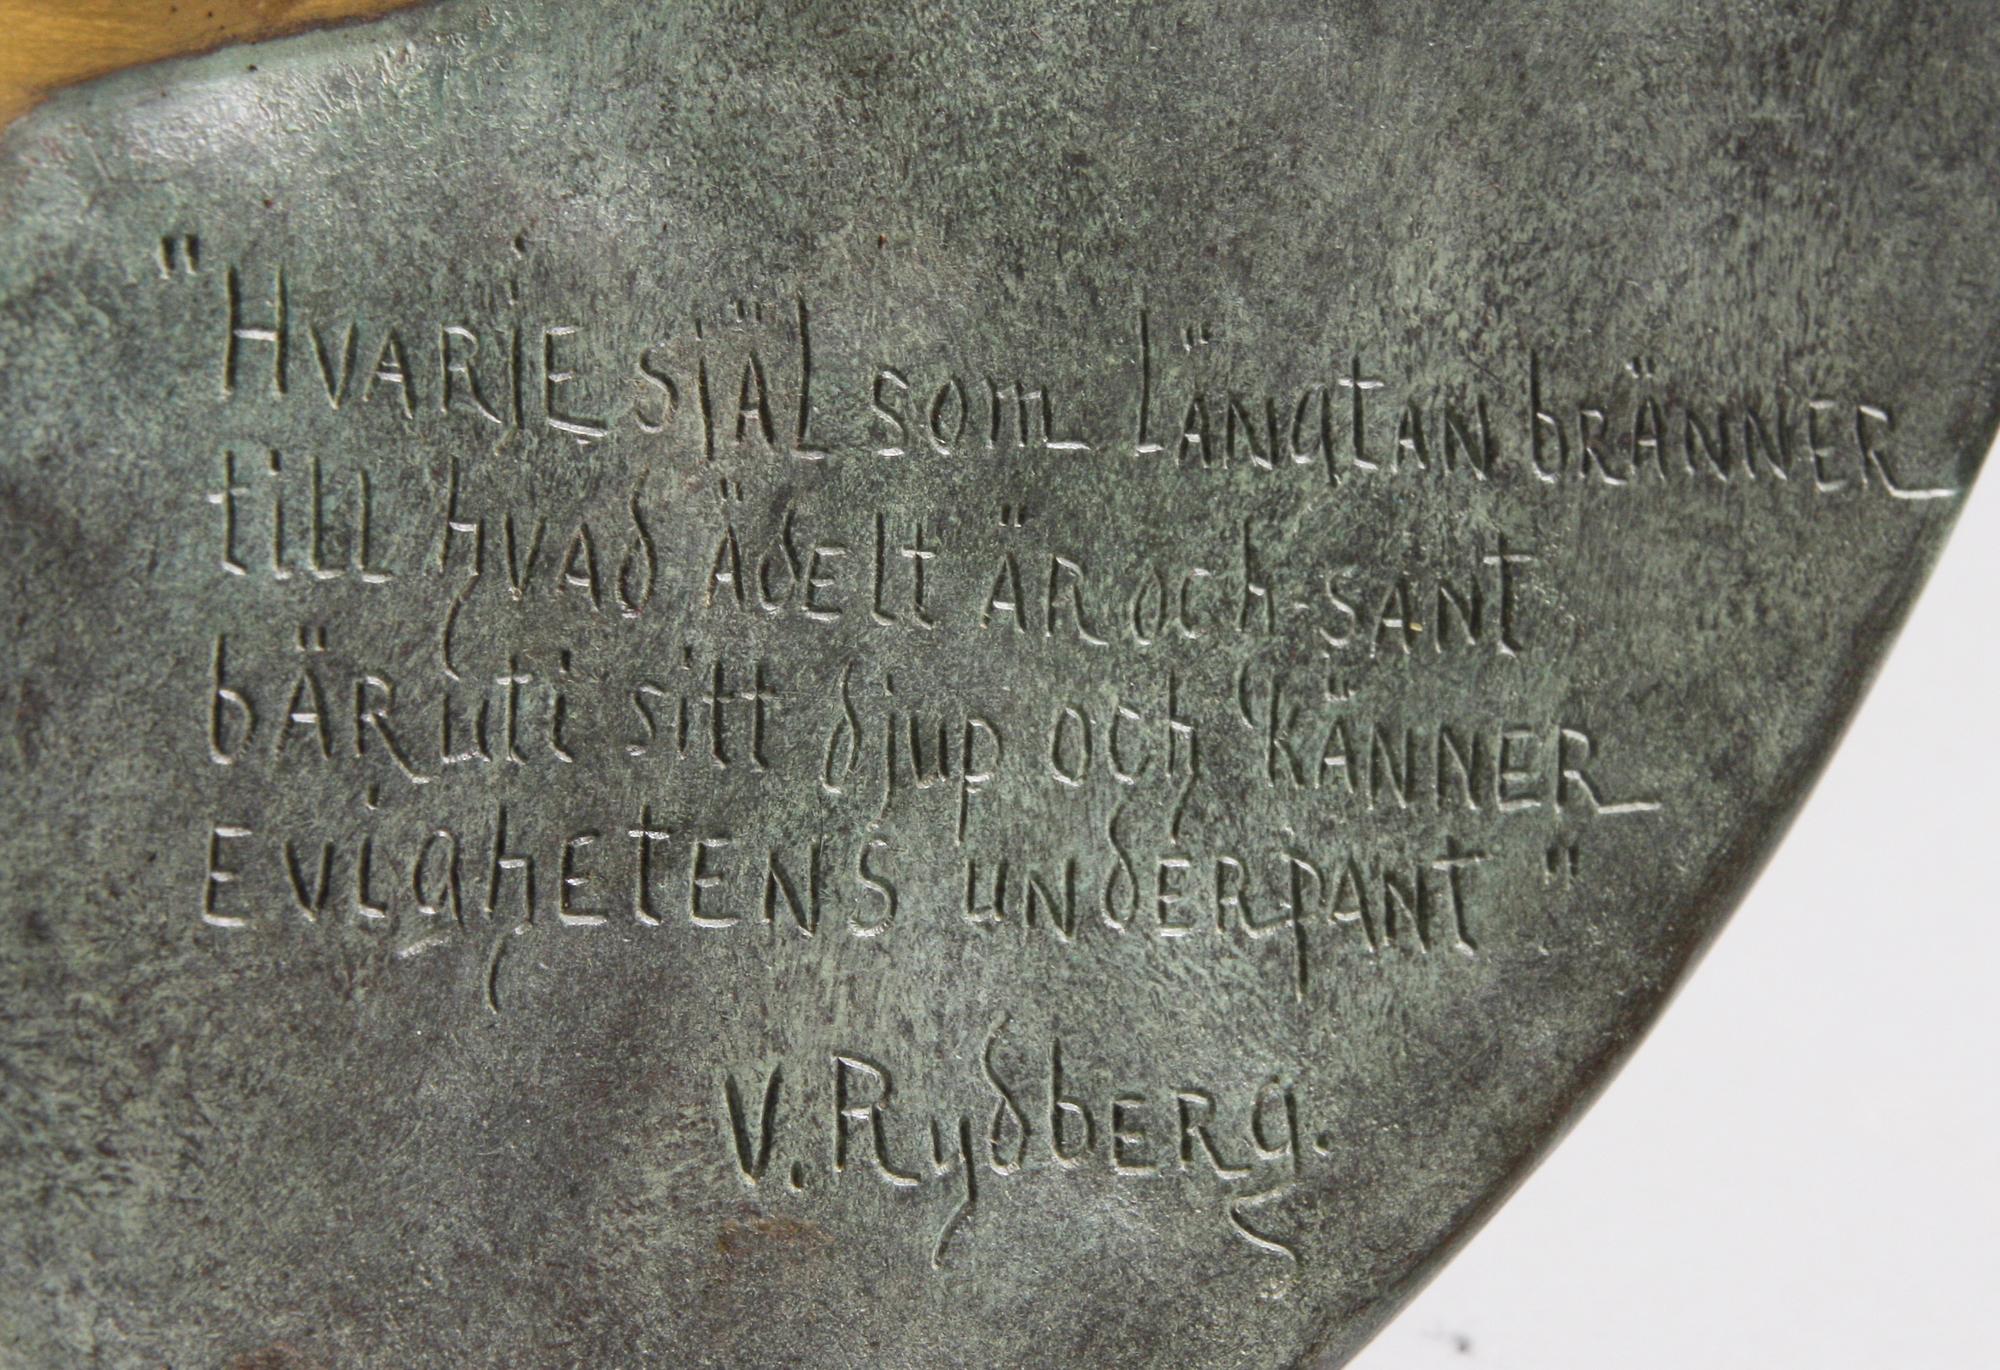 "Hvarje själ som längtan bränner
till hvad ädelt är och sant
bär uti sitt djup och känner
evighetens underpant"
V. Rydberg.